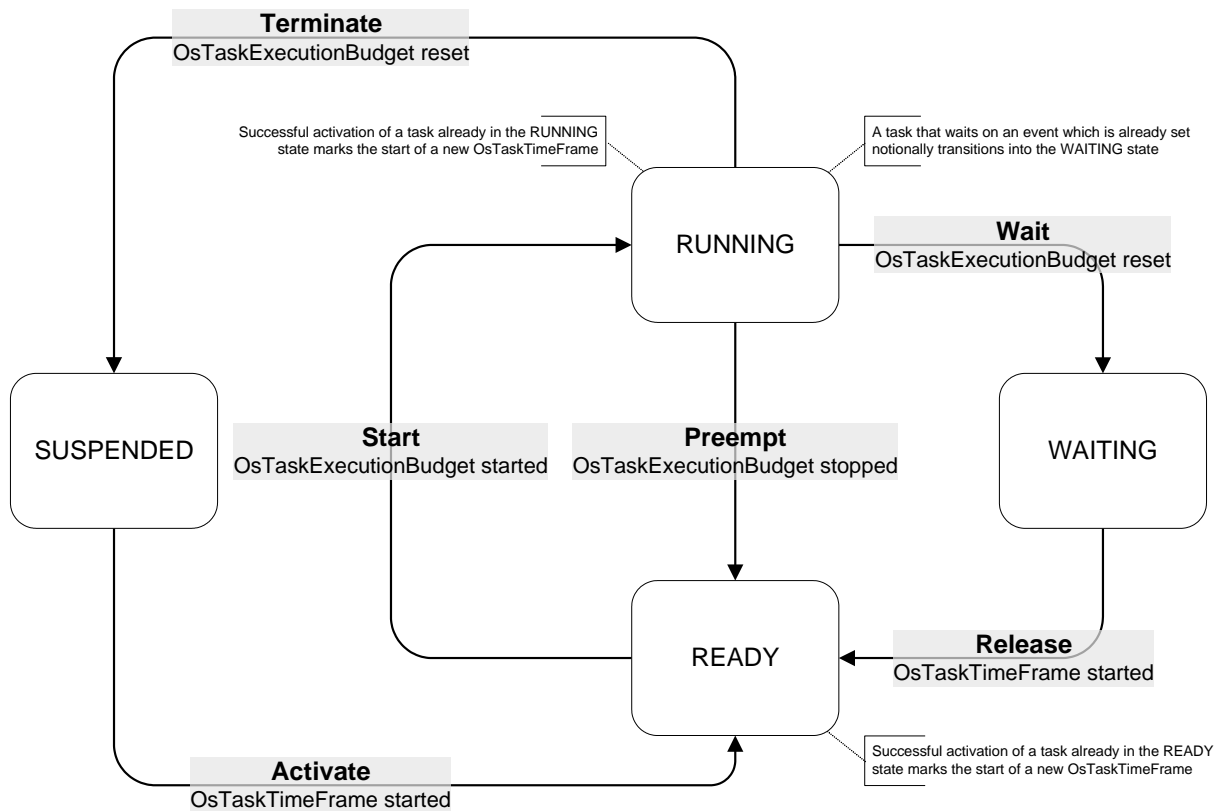 Terminate
OsTaskExecutionBudget reset
Successful activation of a task already in the RUNNING
state marks the start of a new OsTaskTimeFrame
A task that waits on an event which is already set
notionally transitions into the WAITING state
RUNNING
Wait
OsTaskExecutionBudget reset
SUSPENDED
Start
OsTaskExecutionBudget started
Preempt
OsTaskExecutionBudget stopped
WAITING
READY
Release
OsTaskTimeFrame started
Successful activation of a task already in the READY
state marks the start of a new OsTaskTimeFrame
Activate
OsTaskTimeFrame started